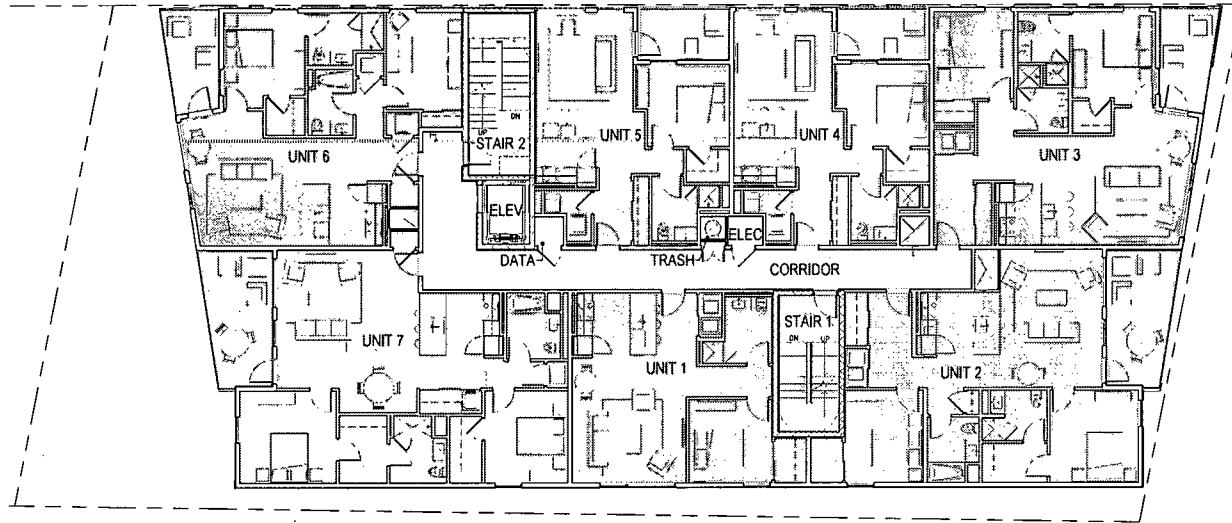 DN
UP
STAIR 2
UNIT 5
UNIT 4
UNIT 6
UNIT 3
ELEV
ELEC
DATA
TRASH
CORRIDOR
STAIR 1
DN UP
UNIT 7
UNIT 1
UNIT 2